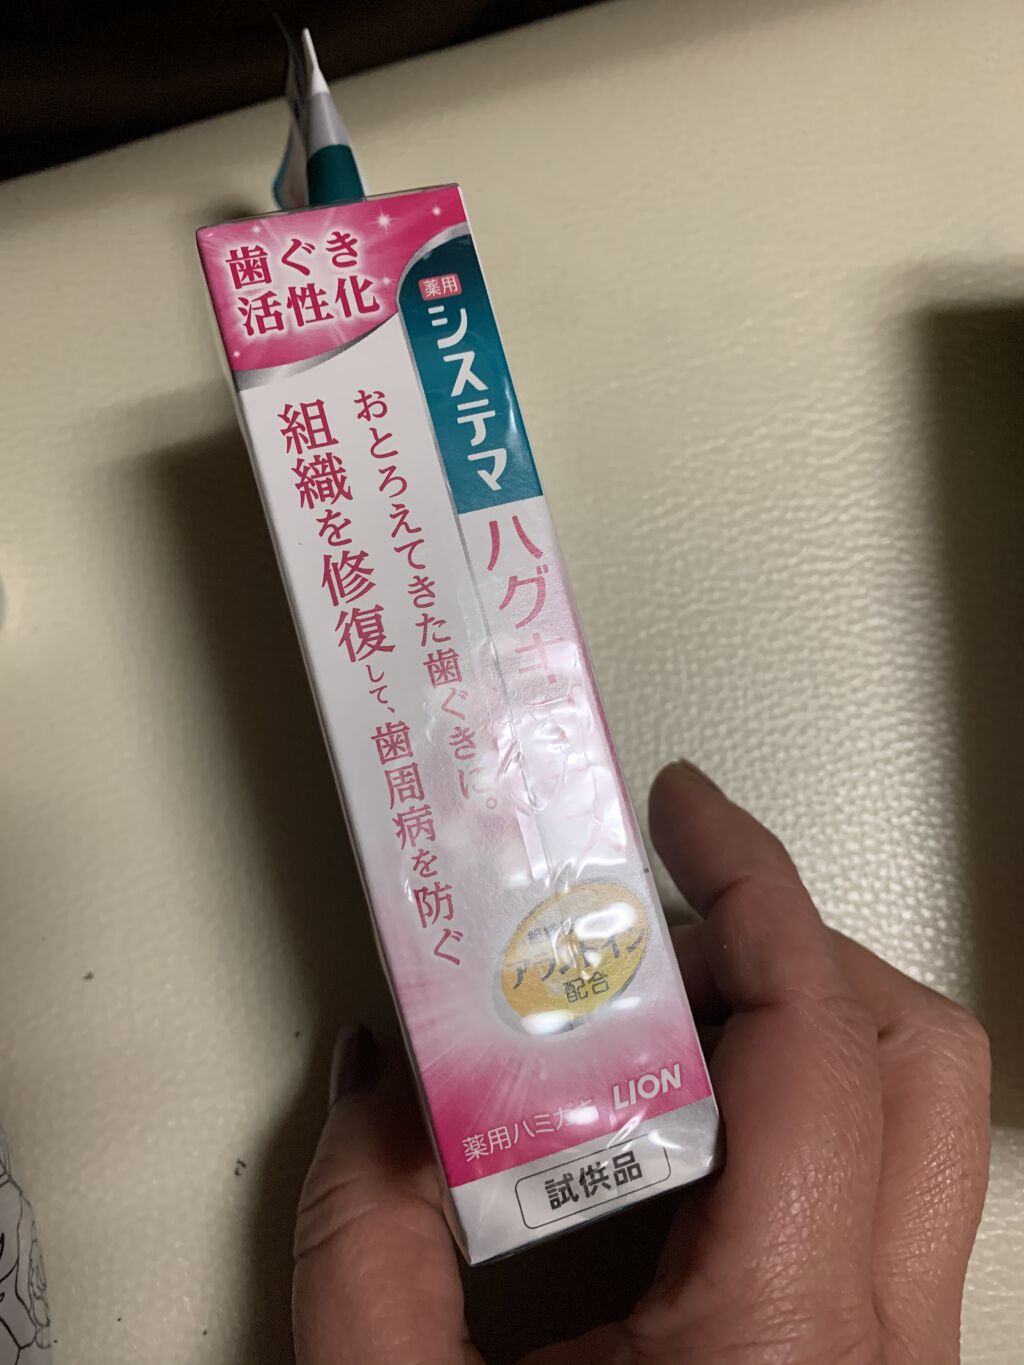 歯ぐき
活性化
薬用
システマ
ハグキプラス
おとろえてきた歯ぐきに。
組織を修復して、歯周病を防ぐ
アラントイン
配合
薬用ハミガキ
LION
試供品